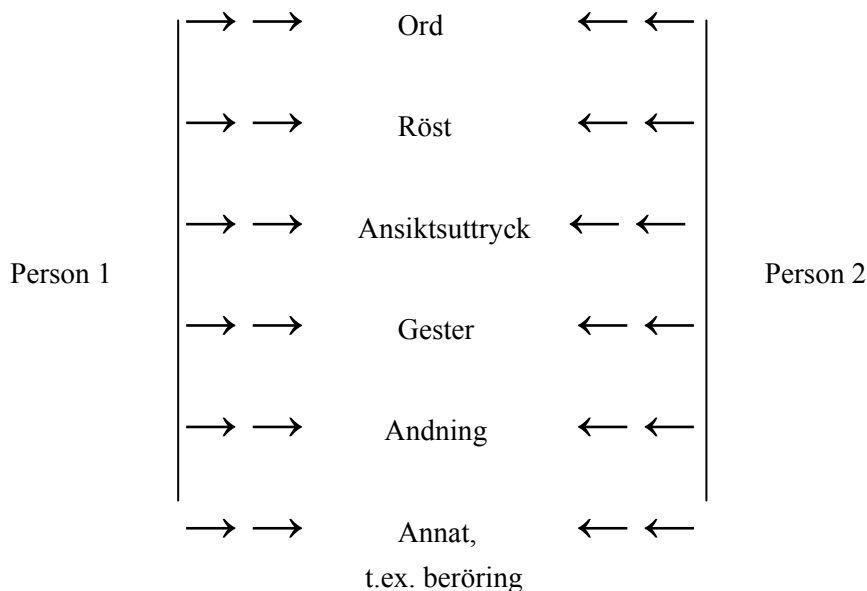 Ord
Röst
Ansiktsuttryck
Person 1
Person 2
Gester
Andning
Annat,
t.ex. beröring